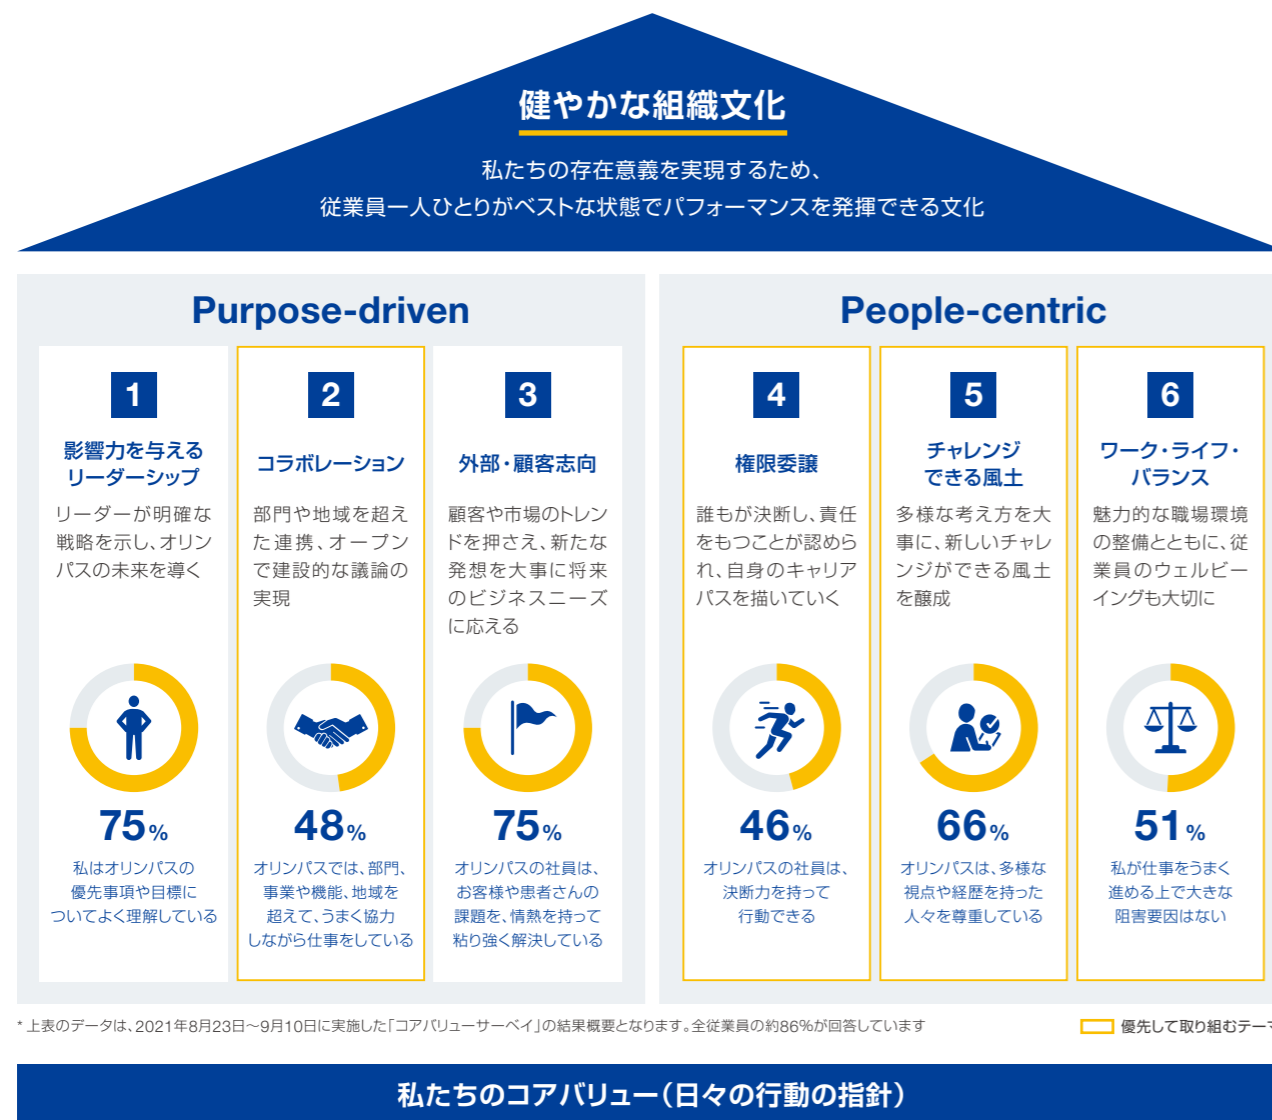 健やかな組織文化
私たちの存在意義を実現するため、
従業員一人ひとりがベストな状態でパフォーマンスを発揮できる文化
Purpose-driven
1
影響力を与える
リーダーシップ
リーダーが明確な
戦略を示し、オリン
パスの未来を導く
75%
私はオリンパスの
優先事項や目標に
ついてよく理解している
2
コラボレーション
部門や地域を超え
た連携、オープン
で建設的な議論の
実現
48%
オリンパスでは、部門、
事業や機能、地域を
超えて、うまく協力
しながら仕事をしている
3
外部・顧客志向
顧客や市場のトレン
ドを押さえ、新たな
発想を大事に将来
のビジネスニーズ
に応える
75%
オリンパスの社員は、
お客様や患者さんの
課題を、情熱を持って
粘り強く解決している
People-centric
4
権限委譲
誰もが決断し、責任
をもつことが認めら
れ、自身のキャリア
パスを描いていく
46%
オリンパスの社員は、
決断力を持って
行動できる
5
チャレンジ
できる風土
多様な考え方を大
事に、新しいチャレ
ンジができる風土
を醸成
66%
オリンパスは、多様な
視点や経歴を持った
人々を尊重している
6
ワーク・ライフ・
バランス
魅力的な職場環境
の整備とともに、従
業員のウェルビー
イングも大切に
51%
私が仕事をうまく
進める上で大きな
阻害要因はない
* 上表のデータは、2021年8月23日〜9月10日に実施した「コアバリューサーベイ」の結果概要となります。全従業員の約86%が回答しています
優先して取り組むテーマ
私たちのコアバリュー（日々の行動の指針）